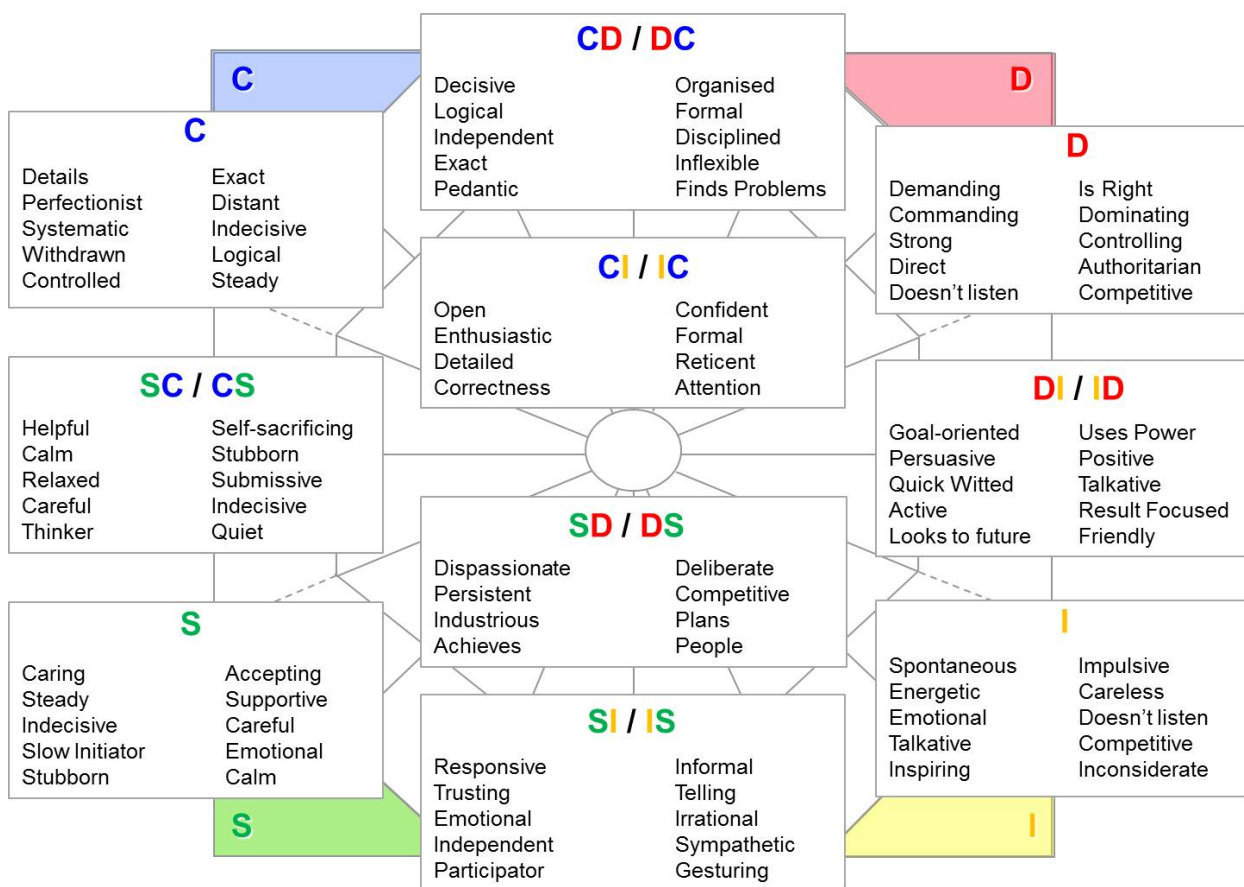 CD / DC
Decisive
Logical
Independent
Exact
Pedantic
Organised
Formal
Disciplined
Inflexible
Finds Problems
C
D
C
Details
Perfectionist
Systematic
Withdrawn
Controlled
Exact
Distant
Indecisive
Logical
Steady
D
Demanding
Commanding
Strong
Direct
Doesn’t listen
Is Right
Dominating
Controlling
Authoritarian
Competitive
CI / IC
Open
Enthusiastic
Detailed
Correctness
Confident
Formal
Reticent
Attention
SC / CS
Helpful
Calm
Relaxed
Careful
Thinker
Self-sacrificing
Stubborn
Submissive
Indecisive
Quiet
DI / ID
Goal-oriented
Persuasive
Quick Witted
Active
Looks to future
Uses Power
Positive
Talkative
Result Focused
Friendly
SD / DS
Dispassionate
Persistent
Industrious
Achieves
Deliberate
Competitive
Plans
People
S
Caring
Steady
Indecisive
Slow Initiator
Stubborn
Accepting
Supportive
Careful
Emotional
Calm
I
Spontaneous
Energetic
Emotional
Talkative
Inspiring
Impulsive
Careless
Doesn’t listen
Competitive
Inconsiderate
SI / IS
Responsive
Trusting
Emotional
Independent
Participator
Informal
Telling
Irrational
Sympathetic
Gesturing
S
I